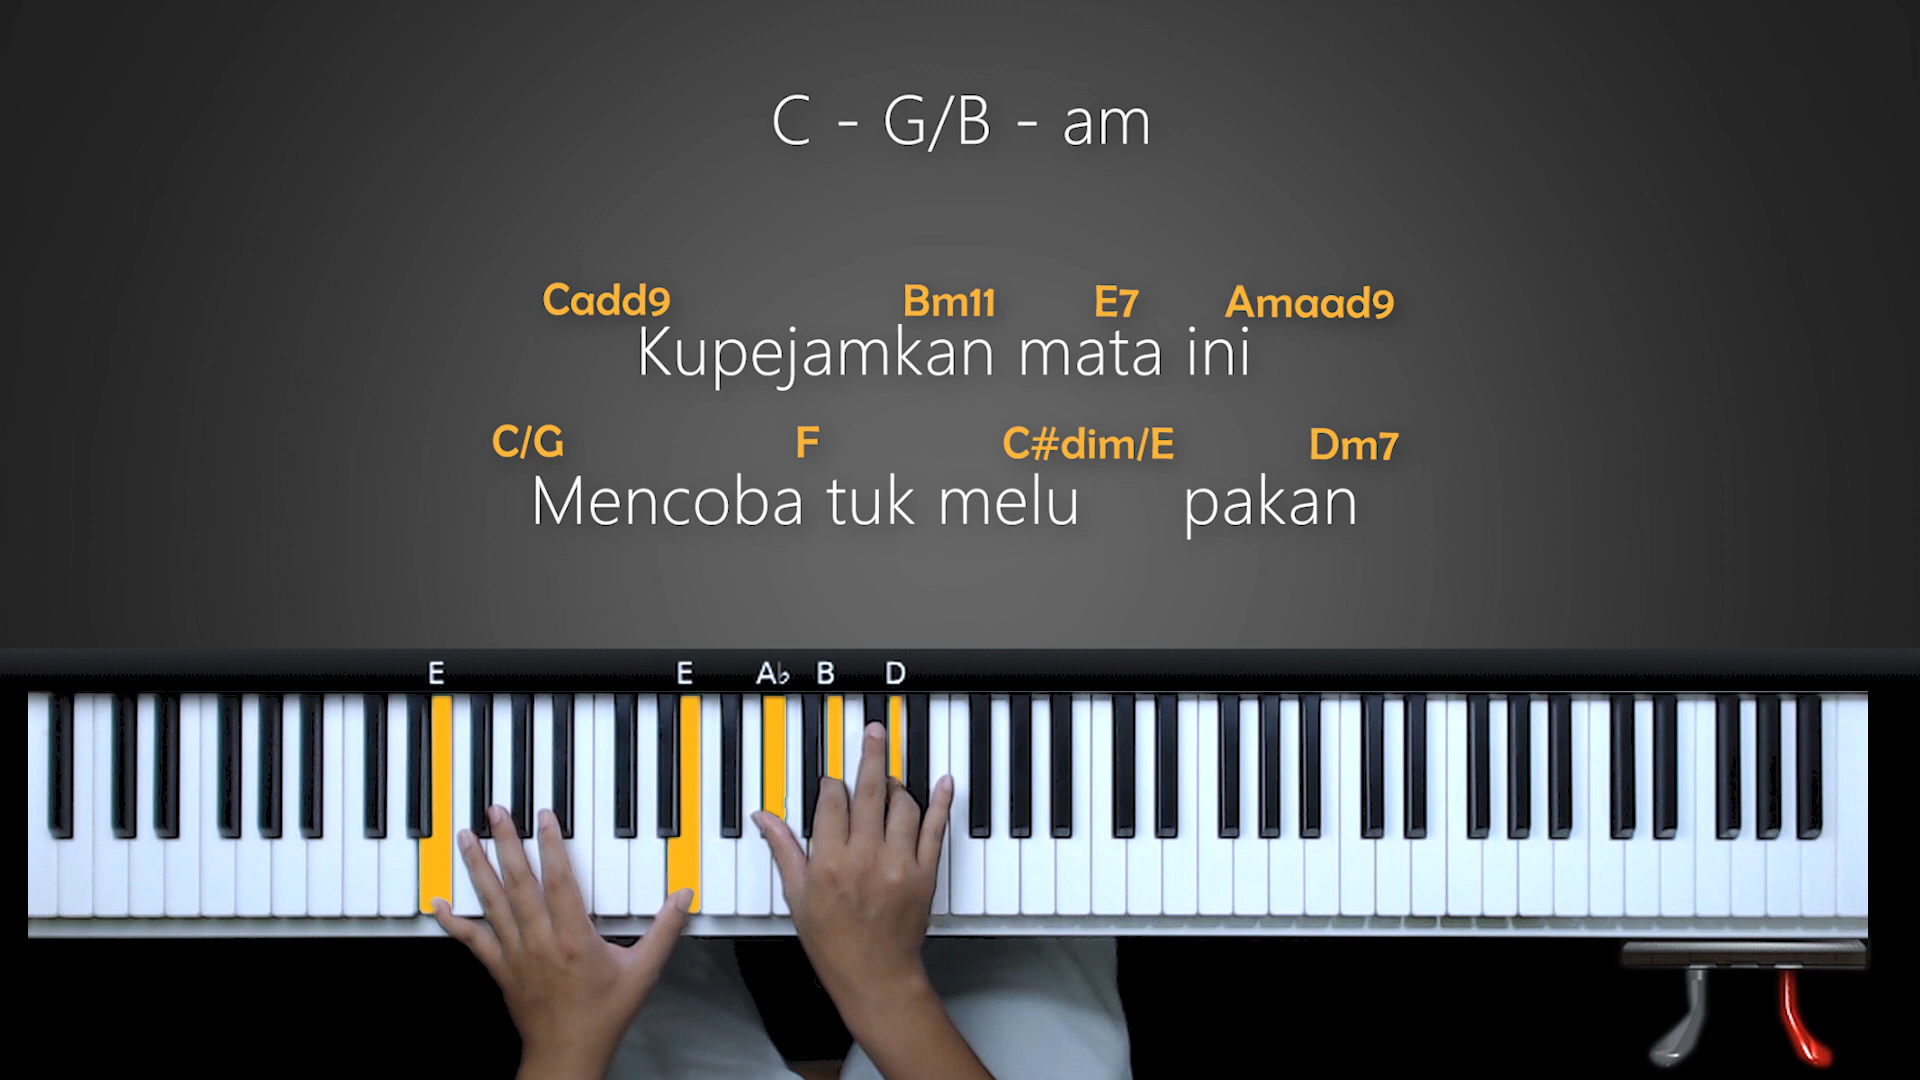 C - G/B - am
Cadd9 Bm11 E7 Amaad9
Kupejamkan mata ini
C/G F C#dim/E Dm7
Mencoba tuk melu pakan
E E A♭ B D